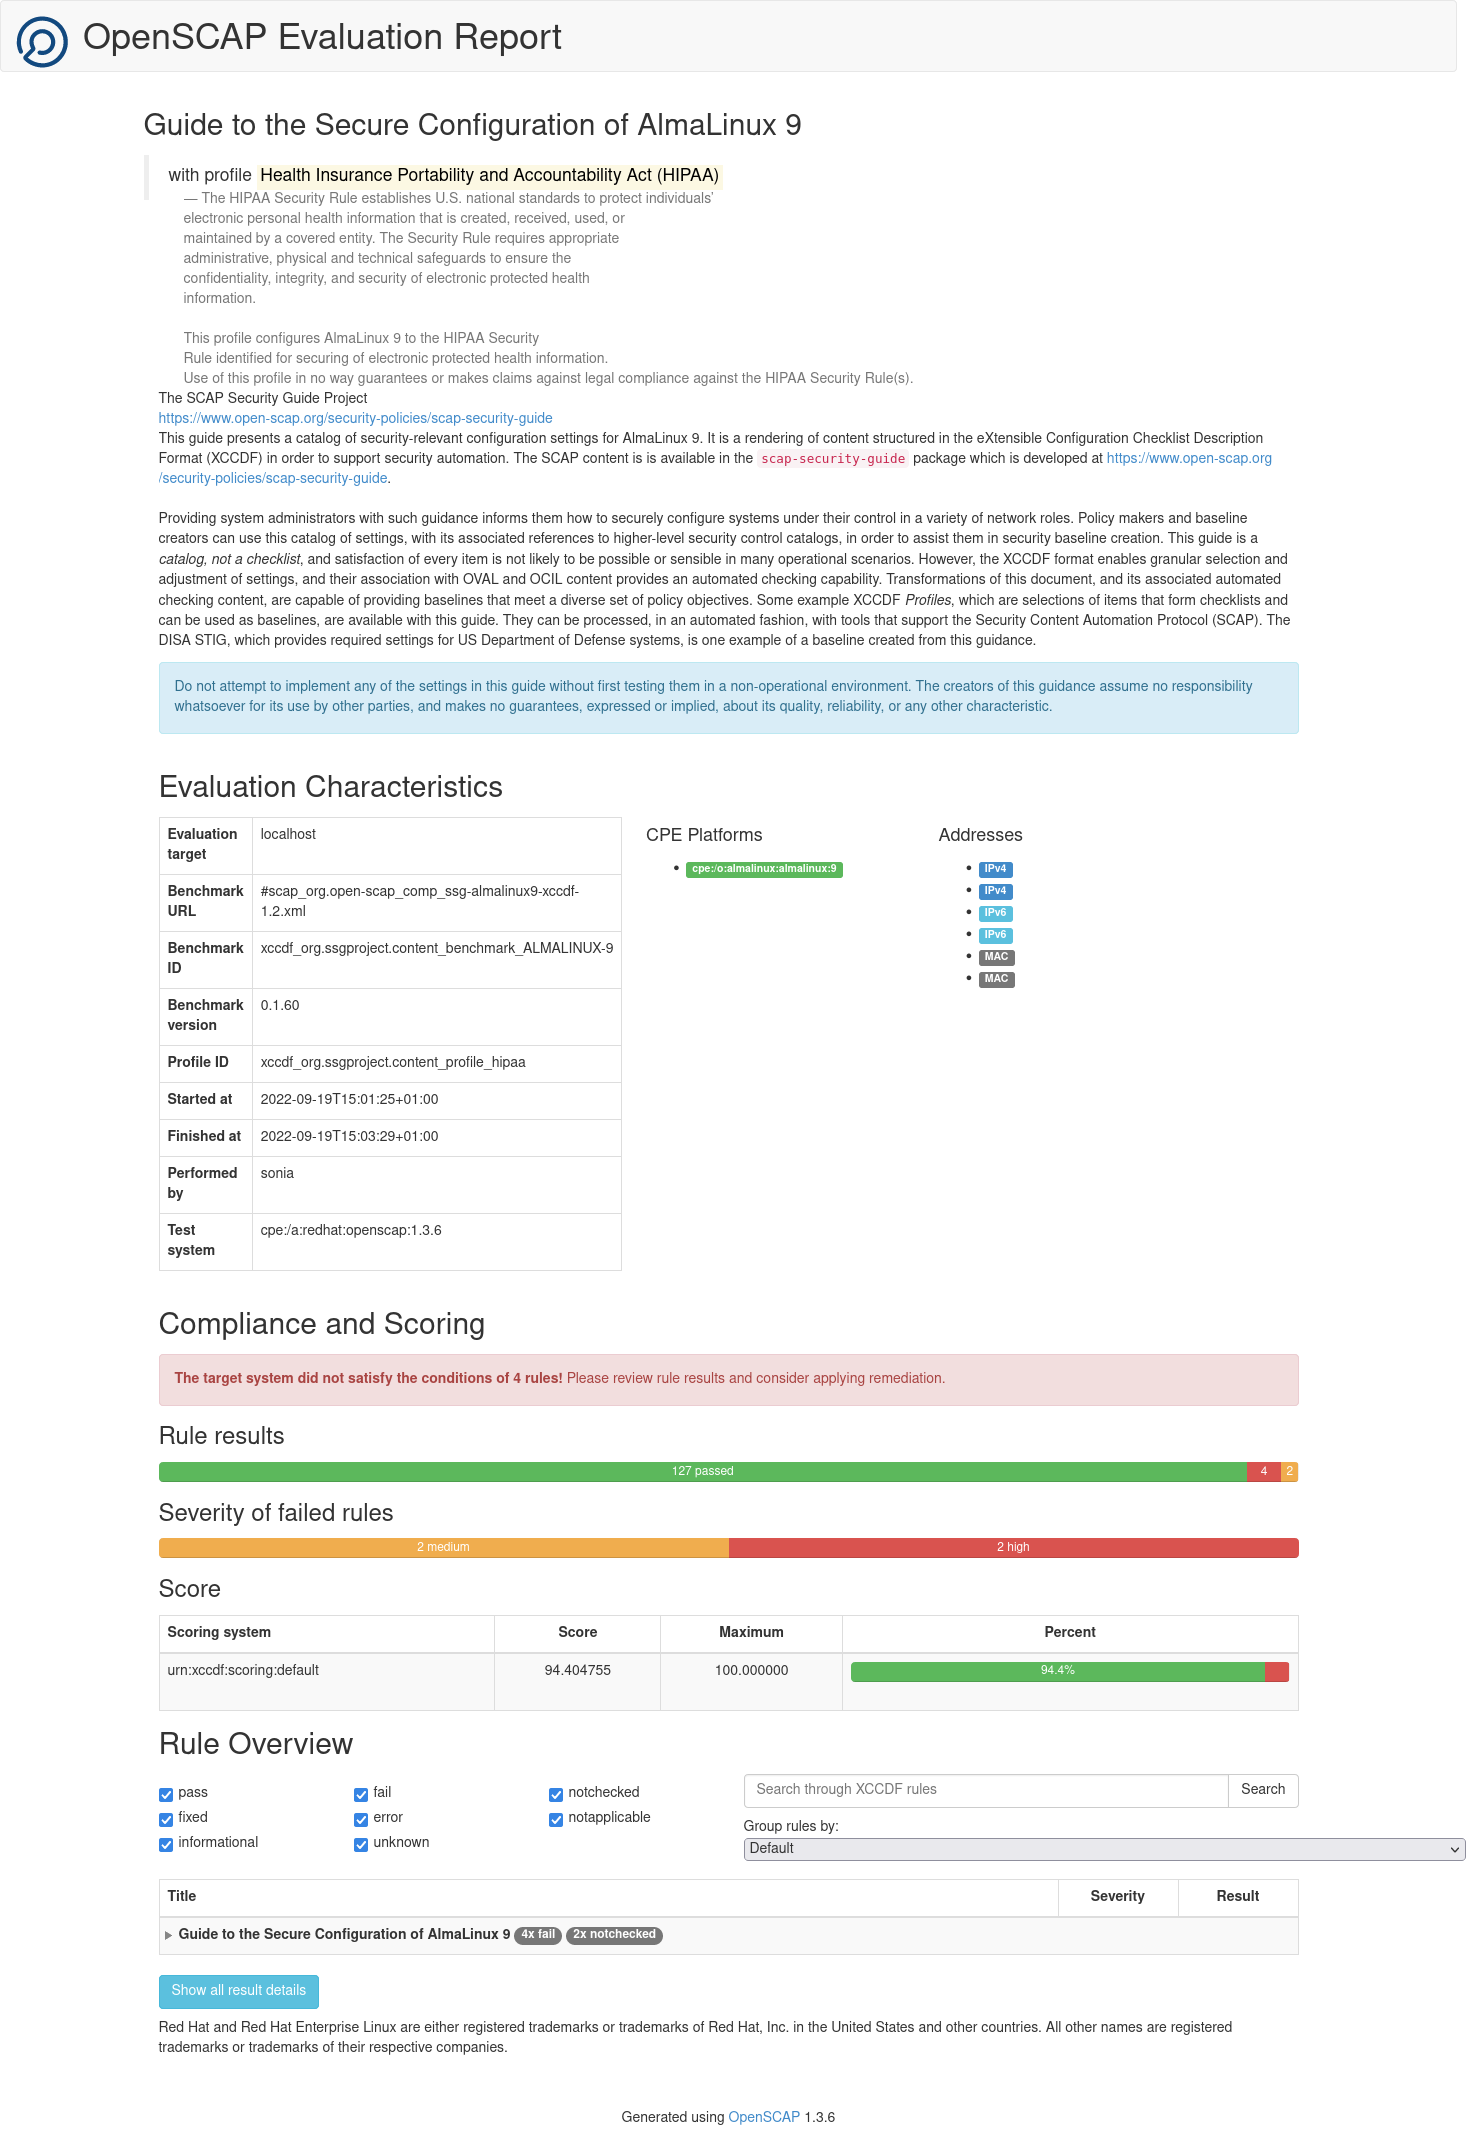 OpenSCAP Evaluation Report
Guide to the Secure Configuration of AlmaLinux 9
with profile Health Insurance Portability and Accountability Act (HIPAA)
— The HIPAA Security Rule establishes U.S. national standards to protect individuals’
electronic personal health information that is created, received, used, or
maintained by a covered entity. The Security Rule requires appropriate
administrative, physical and technical safeguards to ensure the
confidentiality, integrity, and security of electronic protected health
information.
This profile configures AlmaLinux 9 to the HIPAA Security
Rule identified for securing of electronic protected health information.
Use of this profile in no way guarantees or makes claims against legal compliance against the HIPAA Security Rule(s).
The SCAP Security Guide Project
https://www.open-scap.org/security-policies/scap-security-guide
This guide presents a catalog of security-relevant configuration settings for AlmaLinux 9. It is a rendering of content structured in the eXtensible Configuration Checklist Description
Format (XCCDF) in order to support security automation. The SCAP content is is available in the scap-security-guide package which is developed at https://www.open-scap.org
/security-policies/scap-security-guide.
Providing system administrators with such guidance informs them how to securely configure systems under their control in a variety of network roles. Policy makers and baseline
creators can use this catalog of settings, with its associated references to higher-level security control catalogs, in order to assist them in security baseline creation. This guide is a
catalog, not a checklist, and satisfaction of every item is not likely to be possible or sensible in many operational scenarios. However, the XCCDF format enables granular selection and
adjustment of settings, and their association with OVAL and OCIL content provides an automated checking capability. Transformations of this document, and its associated automated
checking content, are capable of providing baselines that meet a diverse set of policy objectives. Some example XCCDF Profiles, which are selections of items that form checklists and
can be used as baselines, are available with this guide. They can be processed, in an automated fashion, with tools that support the Security Content Automation Protocol (SCAP). The
DISA STIG, which provides required settings for US Department of Defense systems, is one example of a baseline created from this guidance.
Do not attempt to implement any of the settings in this guide without first testing them in a non-operational environment. The creators of this guidance assume no responsibility
whatsoever for its use by other parties, and makes no guarantees, expressed or implied, about its quality, reliability, or any other characteristic.
Evaluation Characteristics
Evaluation target localhost
Benchmark URL #scap_org.open-scap_comp_ssg-almalinux9-xccdf-1.2.xml
Benchmark ID xccdf_org.ssgproject.content_benchmark_ALMALINUX-9
Benchmark version 0.1.60
Profile ID xccdf_org.ssgproject.content_profile_hipaa
Started at 2022-09-19T15:01:25+01:00
Finished at 2022-09-19T15:03:29+01:00
Performed by sonia
Test system cpe:/a:redhat:openscap:1.3.6
CPE Platforms
cpe:/o:almalinux:almalinux:9
Addresses
IPv4
IPv4
IPv6
IPv6
MAC
MAC
Compliance and Scoring
The target system did not satisfy the conditions of 4 rules! Please review rule results and consider applying remediation.
Rule results
127 passed 4 2
Severity of failed rules
2 medium 2 high
Score
Scoring system Score Maximum Percent
urn:xccdf:scoring:default 94.404755 100.000000 94.4%
Rule Overview
pass fail notchecked
fixed error notapplicable
informational unknown
Search through XCCDF rules Search
Group rules by:
Default
Title Severity Result
Guide to the Secure Configuration of AlmaLinux 9 4x fail 2x notchecked
Show all result details
Red Hat and Red Hat Enterprise Linux are either registered trademarks or trademarks of Red Hat, Inc. in the United States and other countries. All other names are registered
trademarks or trademarks of their respective companies.
Generated using OpenSCAP 1.3.6